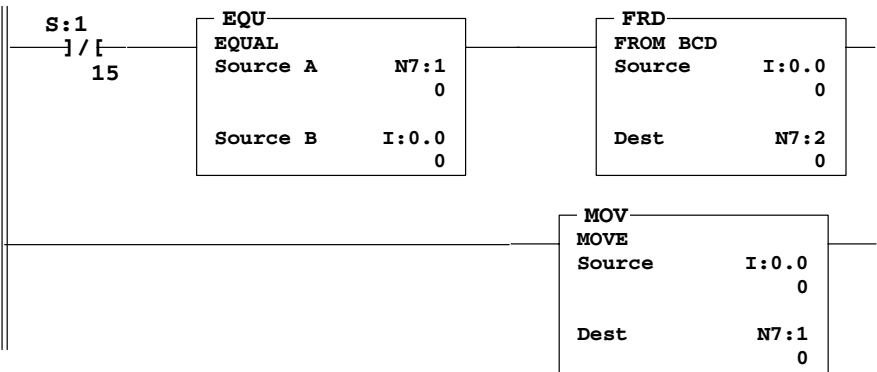 S:1
]/[
15
EQU
EQUAL
Source A N7:1
0
Source B I:0.0
0
FRD
FROM BCD
Source I:0.0
0
Dest N7:2
0
MOV
MOVE
Source I:0.0
0
Dest N7:1
0